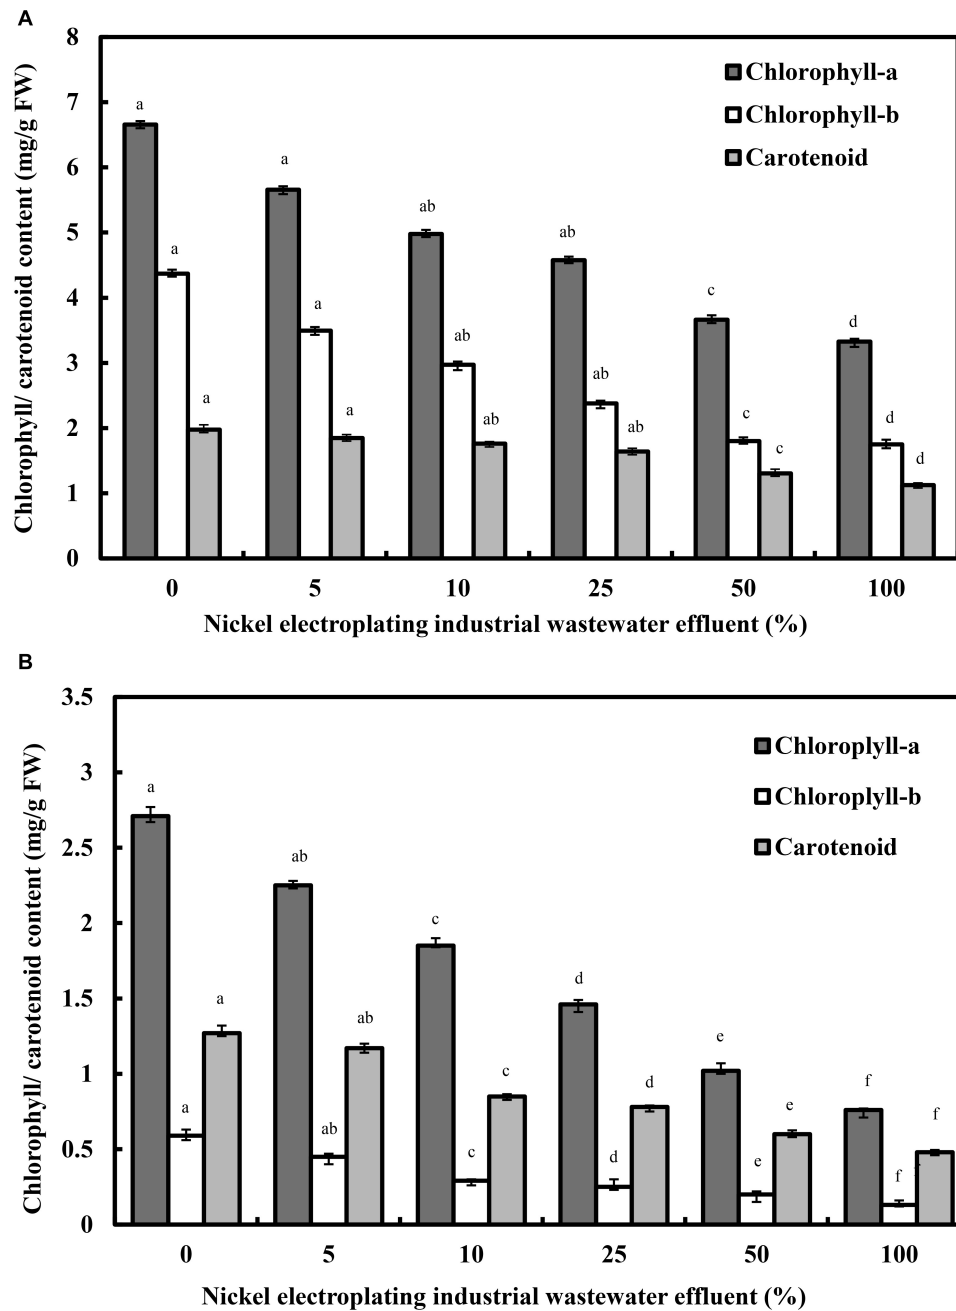 A
Chlorophyll/ carotenoid content (mg/g FW)
8
7
6
5
4
3
2
1
0
Chlorophyll-a
Chlorophyll-b
Carotenoid
a
a
a
a
a
a
ab
ab
ab
ab
ab
ab
c
c
c
d
d
d
0 5 10 25 50 100
Nickel electroplating industrial wastewater effluent (%)
B
Chlorophyll/ carotenoid content (mg/g FW)
3.5
3
2.5
2
1.5
1
0.5
0
Chloroplyll-a
Chloroplyll-b
Carotenoid
a
a
a
ab
ab
ab
c
c
c
d
d
d
e
e
e
f
f
f
0 5 10 25 50 100
Nickel electroplating industrial wastewater effluent (%)